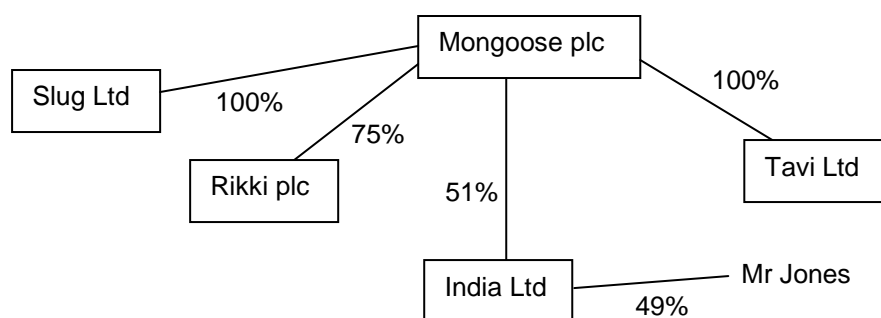 Mongoose plc
Slug Ltd
100%
100%
75%
Rikki plc
Tavi Ltd
51%
India Ltd
Mr Jones
49%